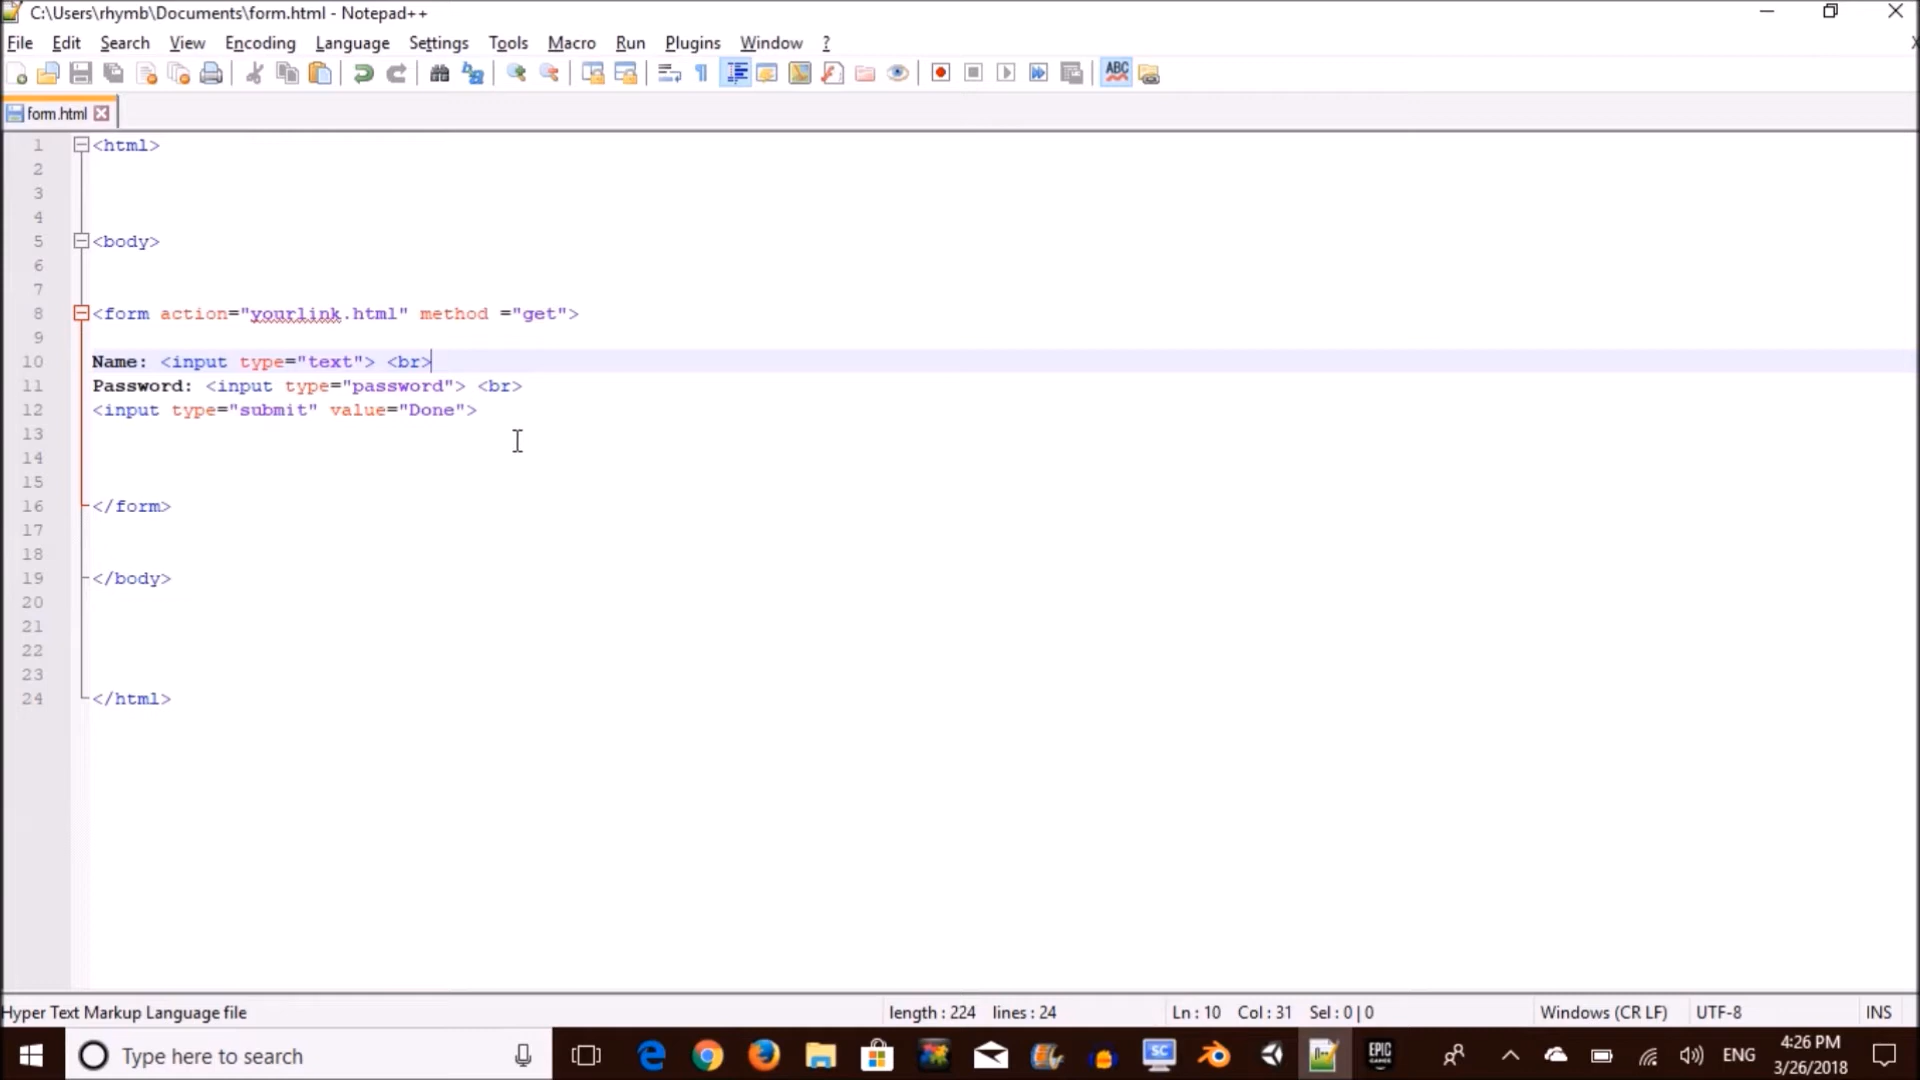 C:\Users\rhymb\Documents\form.html - Notepad++
File Edit Search View Encoding Language Settings Tools Macro Run Plugins Window ?
ABC
form.html
1 <html>
2
3
4
5 <body>
6
7
8 <form action="yourlink.html" method ="get">
9
10 Name: <input type="text"> <br>
11 Password: <input type="password"> <br>
12 <input type="submit" value="Done">
13
14
15
16 </form>
17
18
19 </body>
20
21
22
23
24 </html>
Hyper Text Markup Language file length : 224 lines : 24 Ln : 10 Col : 31 Sel : 0 | 0 Windows (CR LF) UTF-8 INS
Type here to search SC EPIC GAMES ENG 4:26 PM
3/26/2018